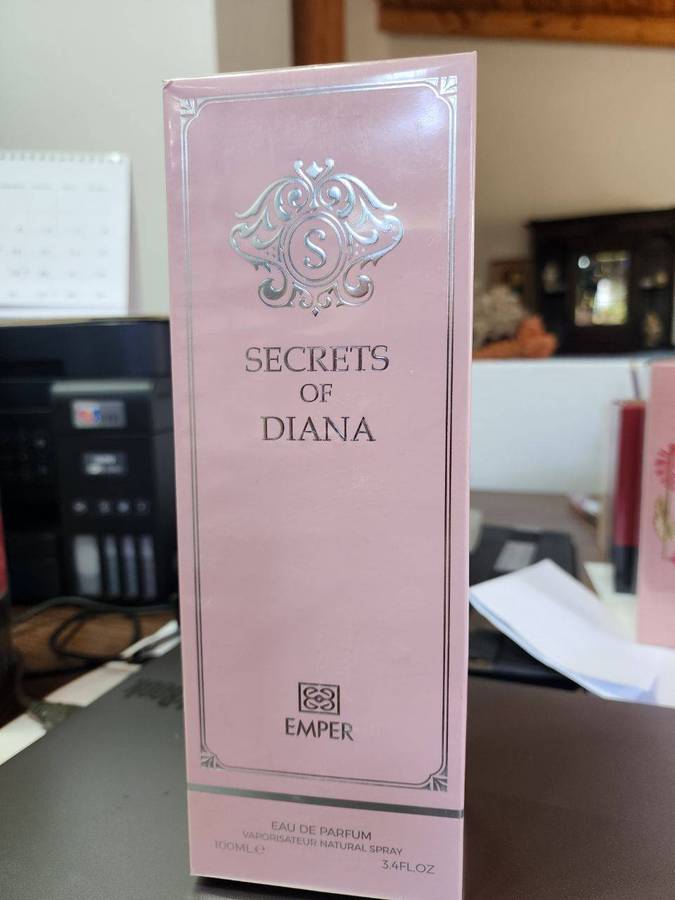 S
SECRETS
OF
DIANA
EMPER
EAU DE PARFUM
VAPORISATEUR NATURAL SPRAY
100ML℮
3.4FL.OZ